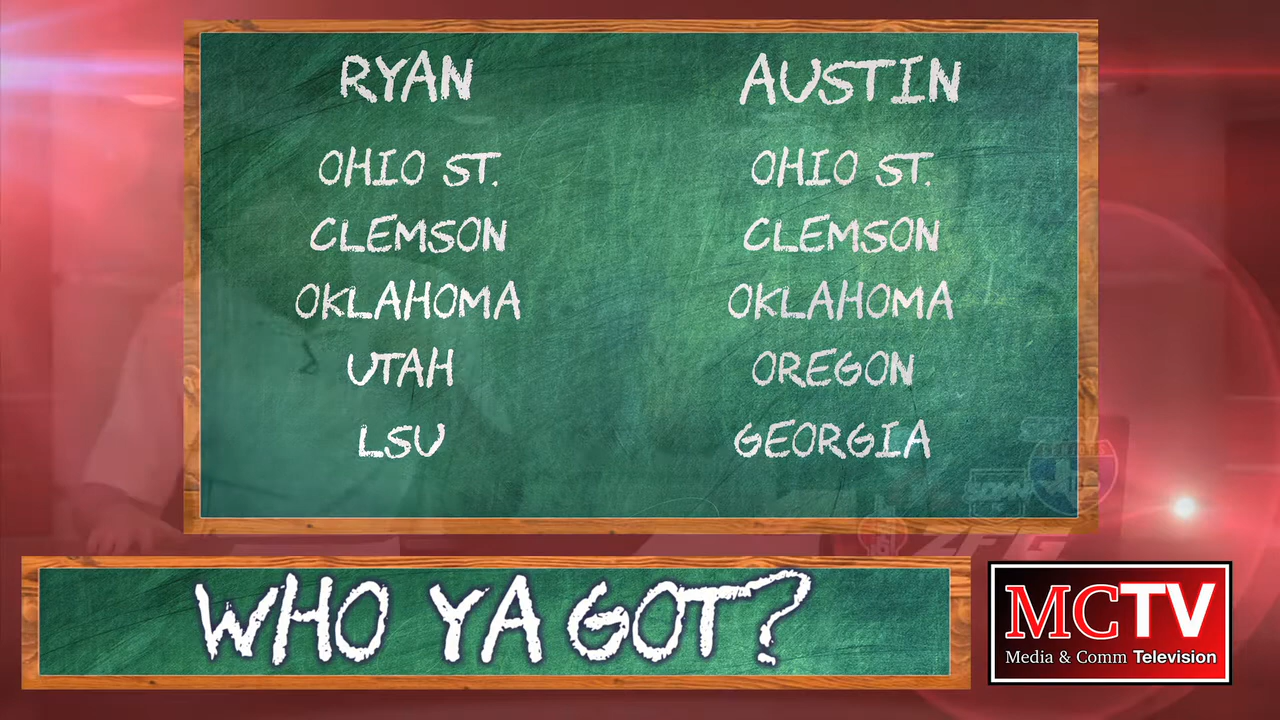 RYAN AUSTIN
OHIO ST. OHIO ST.
CLEMSON CLEMSON
OKLAHOMA OKLAHOMA
UTAH OREGON
LSU GEORGIA
ZFG
WHO YA GOT?
MCTV
Media & Comm Television